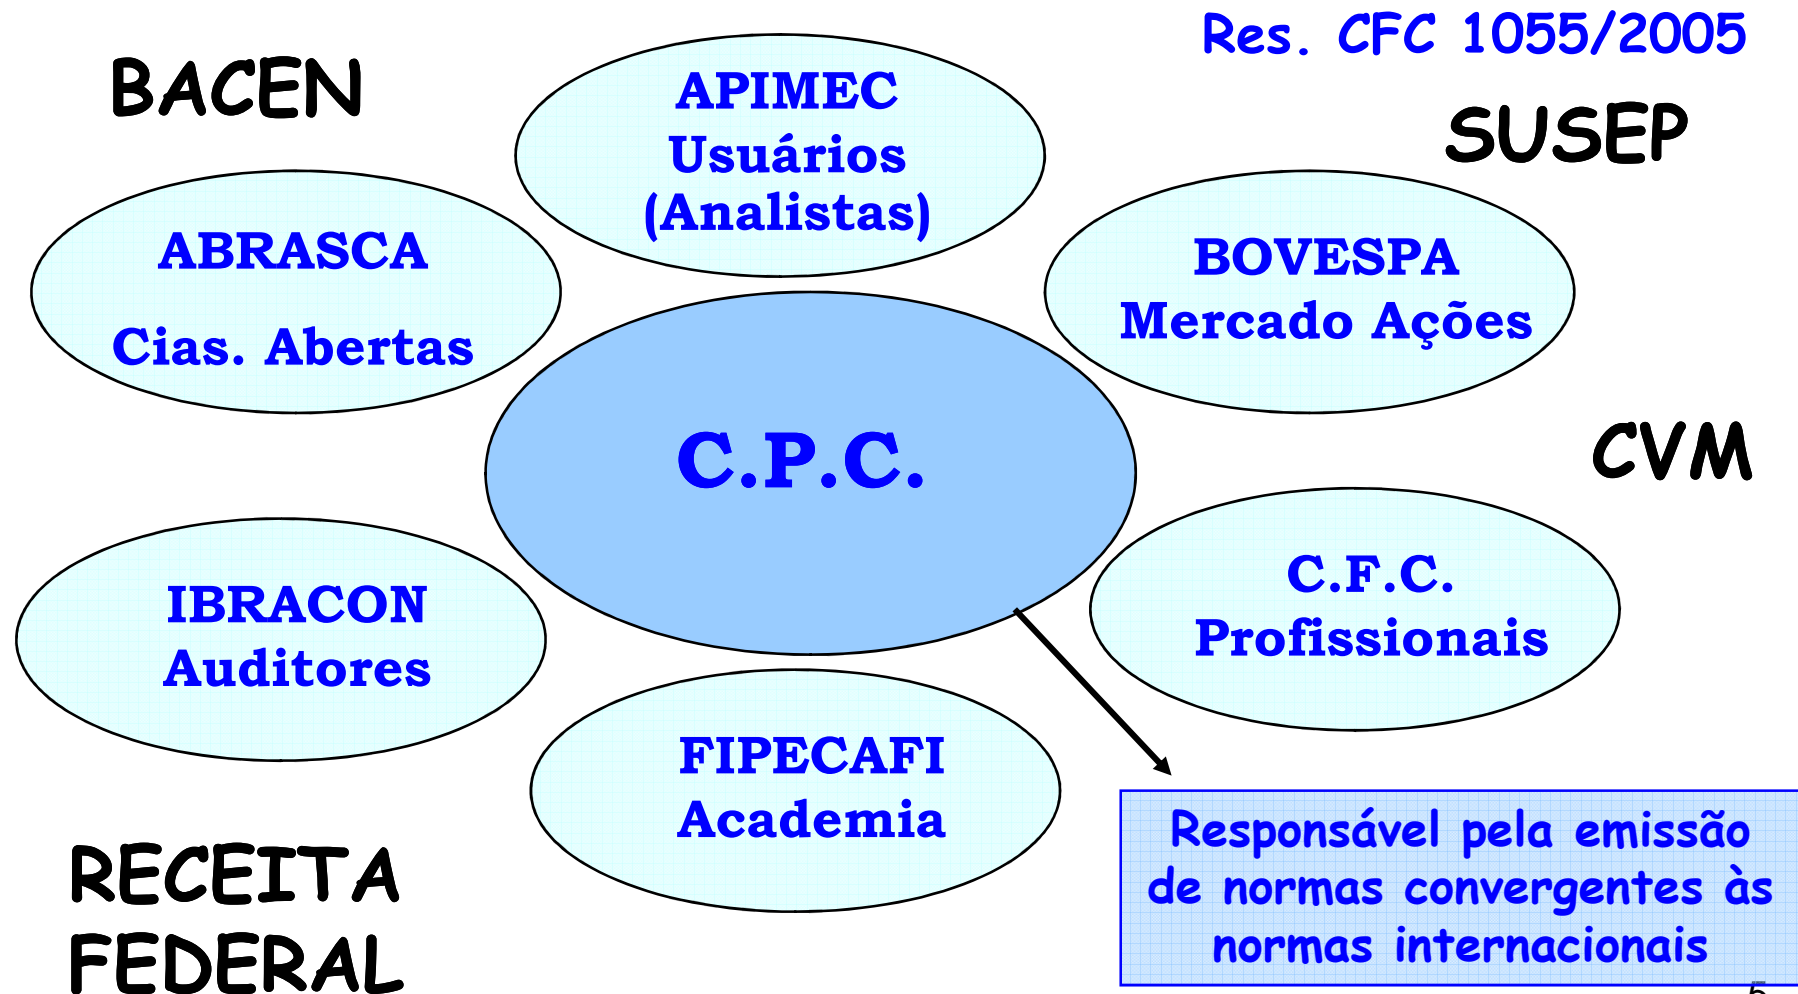 Res. CFC 1055/2005
BACEN
APIMEC
Usuários
(Analistas)
SUSEP
ABRASCA
Cias. Abertas
BOVESPA
Mercado Ações
C.P.C.
CVM
IBRACON
Auditores
C.F.C.
Profissionais
FIPECAFI
Academia
RECEITA
FEDERAL
Responsável pela emissão
de normas convergentes às
normas internacionais
5